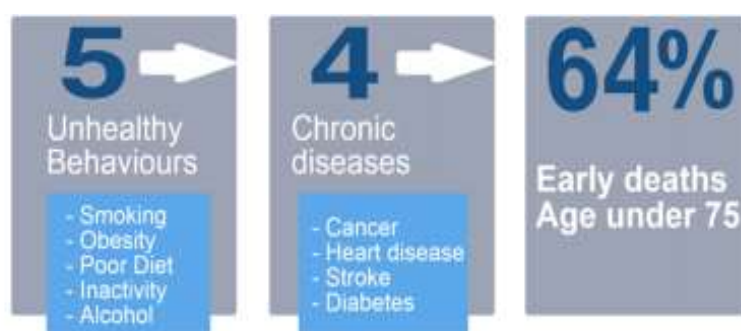 5
Unhealthy
Behaviours
- Smoking
- Obesity
- Poor Diet
- Inactivity
- Alcohol
4
Chronic
diseases
- Cancer
- Heart disease
- Stroke
- Diabetes
64%
Early deaths
Age under 75